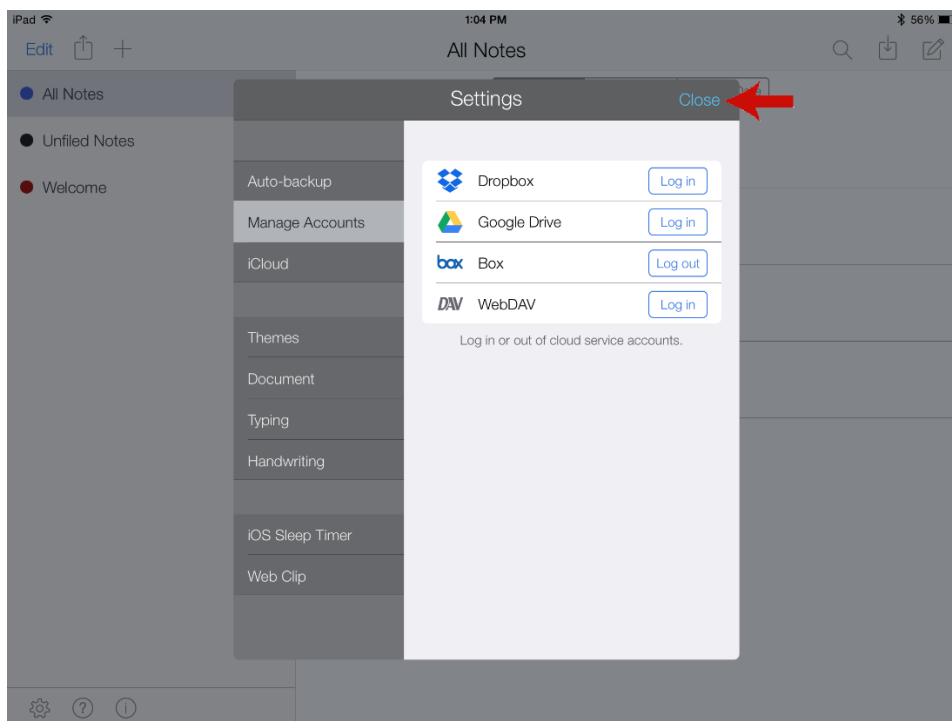 iPad 1:04 PM 56%
Edit All Notes
All Notes
Unfiled Notes
Welcome
Settings Close
Auto-backup
Manage Accounts
iCloud
Themes
Document
Typing
Handwriting
iOS Sleep Timer
Web Clip
Dropbox Log in
Google Drive Log in
box Box Log out
DAV WebDAV Log in
Log in or out of cloud service accounts.